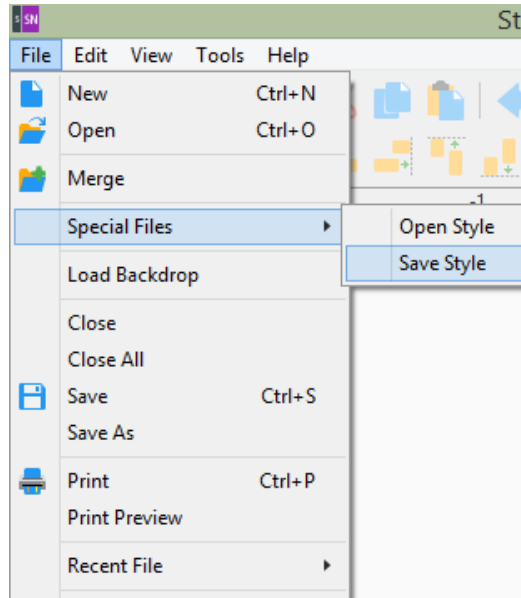 s SN St
File Edit View Tools Help
New Ctrl+N
Open Ctrl+O
Merge
-1
Special Files Open Style
Save Style
Load Backdrop
Close
Close All
Save Ctrl+S
Save As
Print Ctrl+P
Print Preview
Recent File